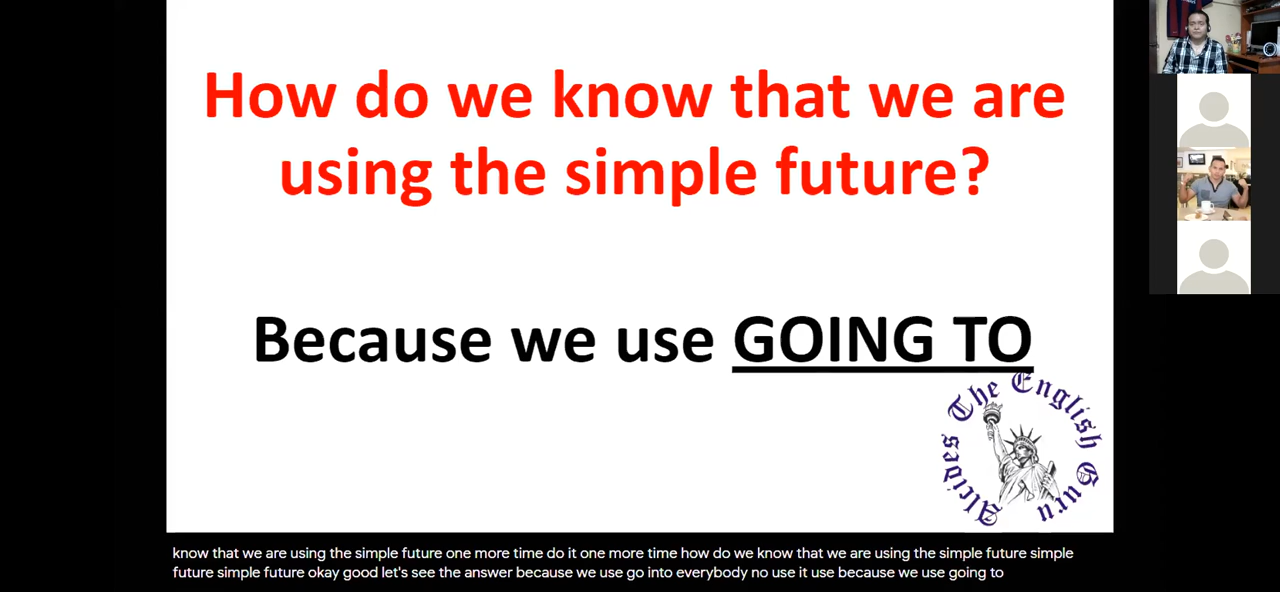 How do we know that we are
using the simple future?
Because we use GOING TO
Alcides The English Guru
know that we are using the simple future one more time do it one more time how do we know that we are using the simple future simple
future simple future okay good let's see the answer because we use go into everybody no use it use because we use going to